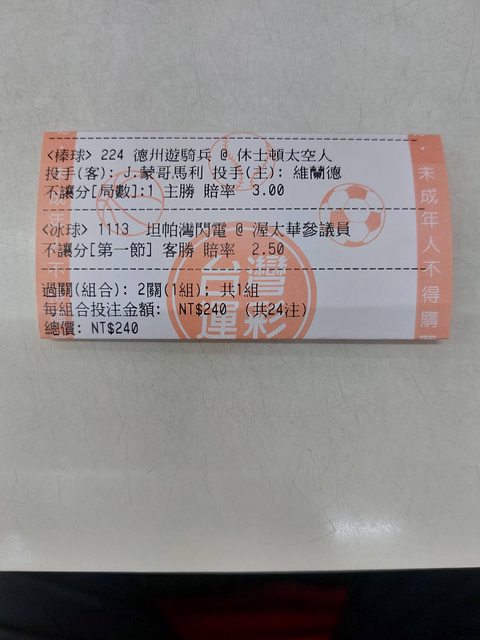 <棒球> 224 德州遊騎兵 @ 休士頓太空人
投手(客): J.蒙哥馬利 投手(主): 維蘭德
不讓分[局數]:1 主勝 賠率 3.00
<冰球> 1113 坦帕灣閃電 @ 渥太華參議員
不讓分[第一節] 客勝 賠率 2.50
過關(組合): 2關(1組); 共1組
每組合投注金額: NT$240 (共24注)
總價: NT$240
台灣
運彩
未成年人不得購